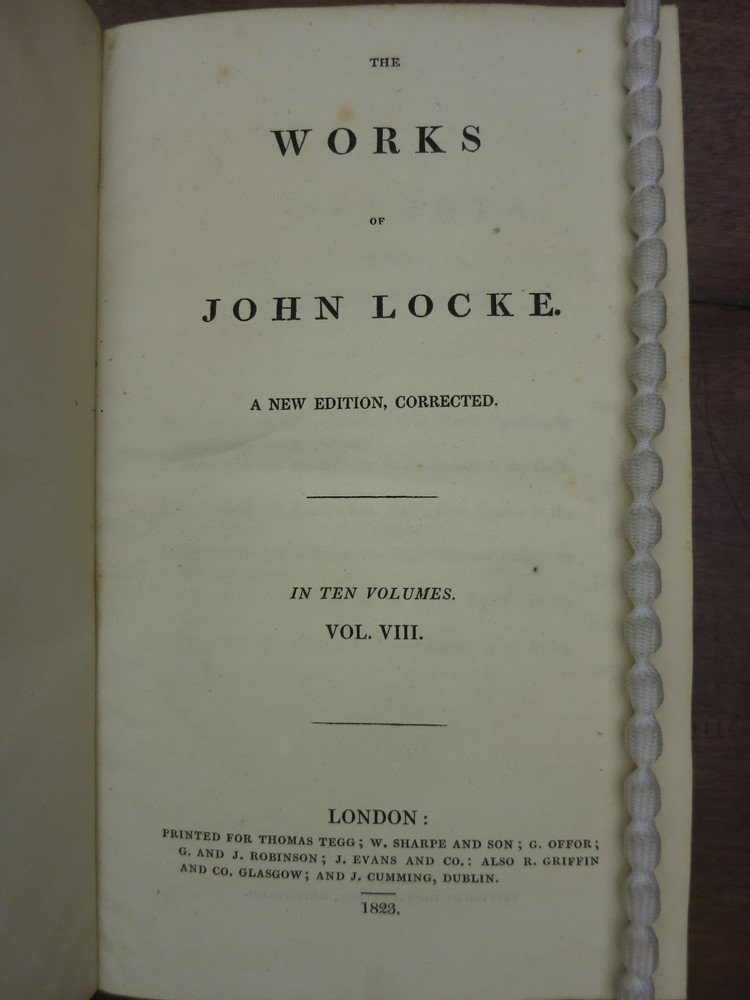 THE
WORKS
OF
JOHN LOCKE.
A NEW EDITION, CORRECTED.
IN TEN VOLUMES.
VOL. VIII.
LONDON:
PRINTED FOR THOMAS TEGG; W. SHARPE AND SON; G. OFFOR;
G. AND J. ROBINSON; J. EVANS AND CO.: ALSO R. GRIFFIN
AND CO. GLASGOW; AND J. CUMMING, DUBLIN.
1823.